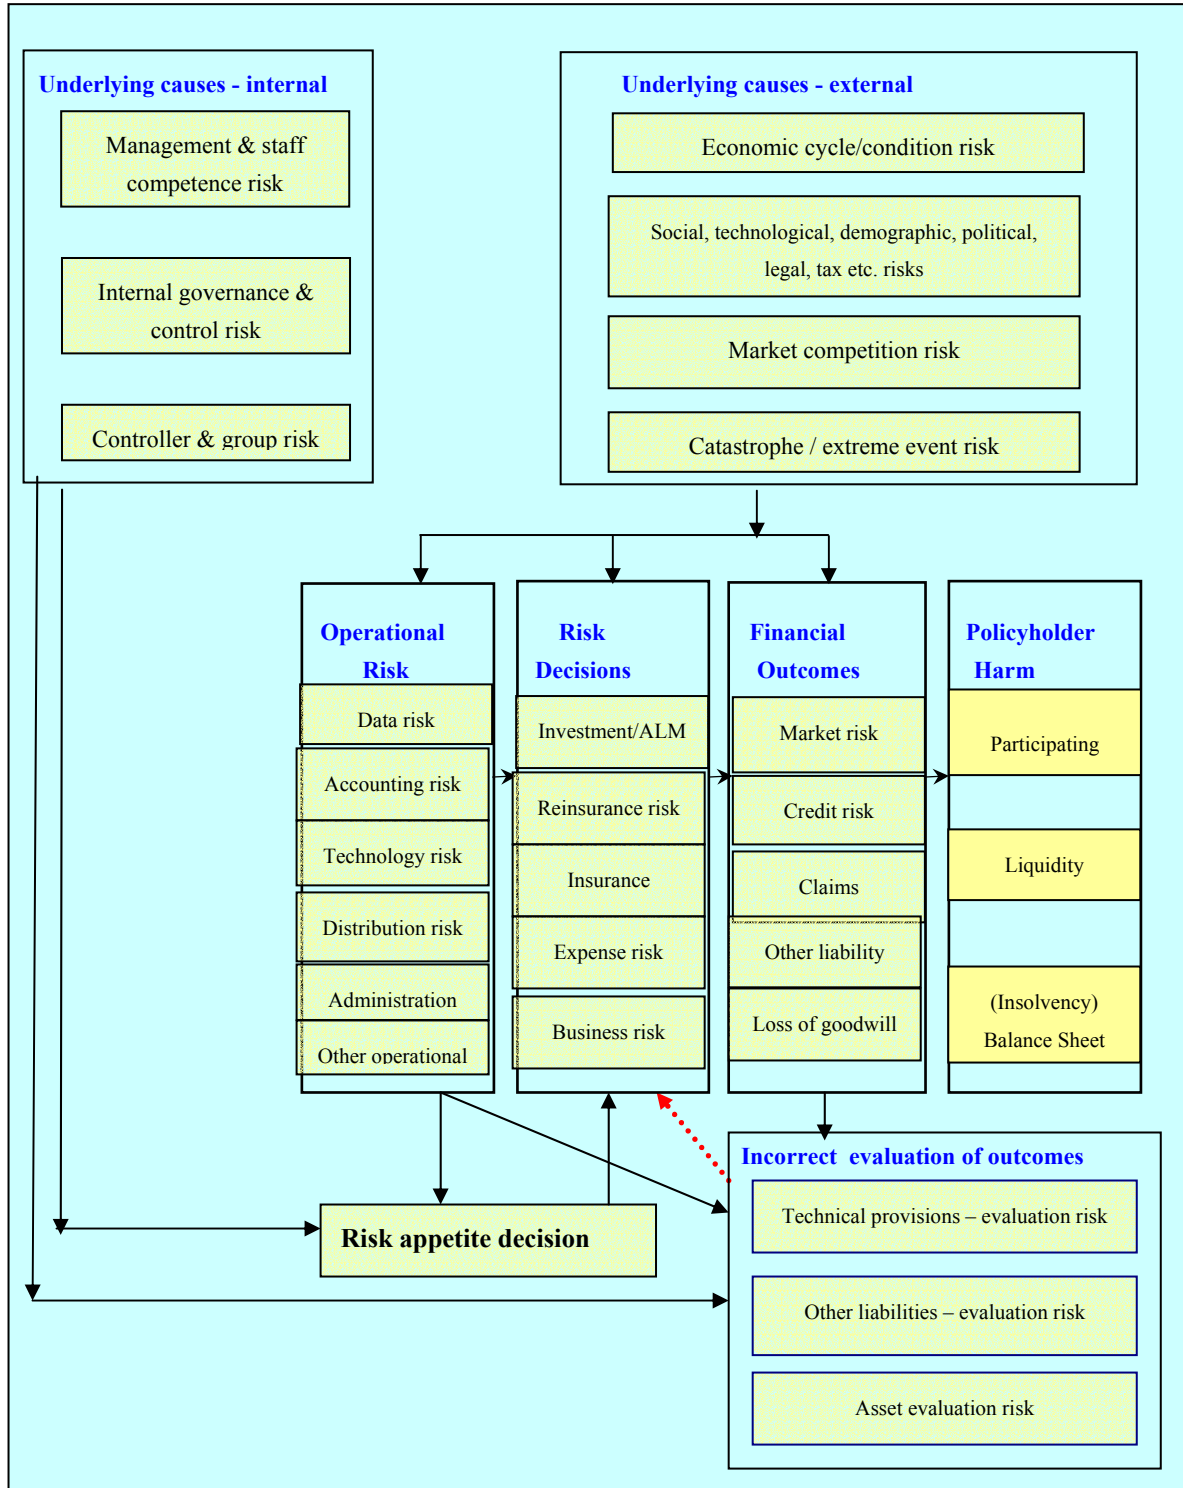 Underlying causes - internal
Management & staff
competence risk
Internal governance &
control risk
Controller & group risk
Underlying causes - external
Economic cycle/condition risk
Social, technological, demographic, political,
legal, tax etc. risks
Market competition risk
Catastrophe / extreme event risk
Operational
Risk
Data risk
Accounting risk
Technology risk
Distribution risk
Administration
Other operational
Risk
Decisions
Investment/ALM
Reinsurance risk
Insurance
Expense risk
Business risk
Financial
Outcomes
Market risk
Credit risk
Claims
Other liability
Loss of goodwill
Policyholder
Harm
Participating
Liquidity
(Insolvency)
Balance Sheet
Risk appetite decision
Incorrect evaluation of outcomes
Technical provisions – evaluation risk
Other liabilities – evaluation risk
Asset evaluation risk